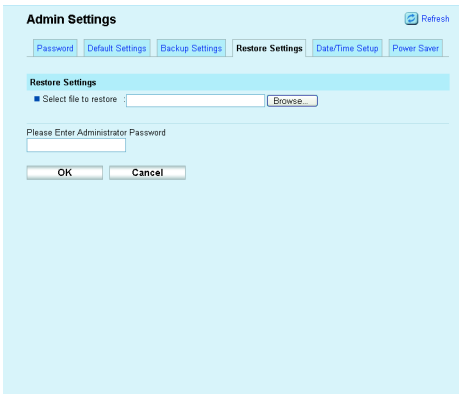 Admin Settings
Refresh
Password Default Settings Backup Settings Restore Settings Date/Time Setup Power Saver
Restore Settings
Select file to restore : Browse...
Please Enter Administrator Password
OK Cancel